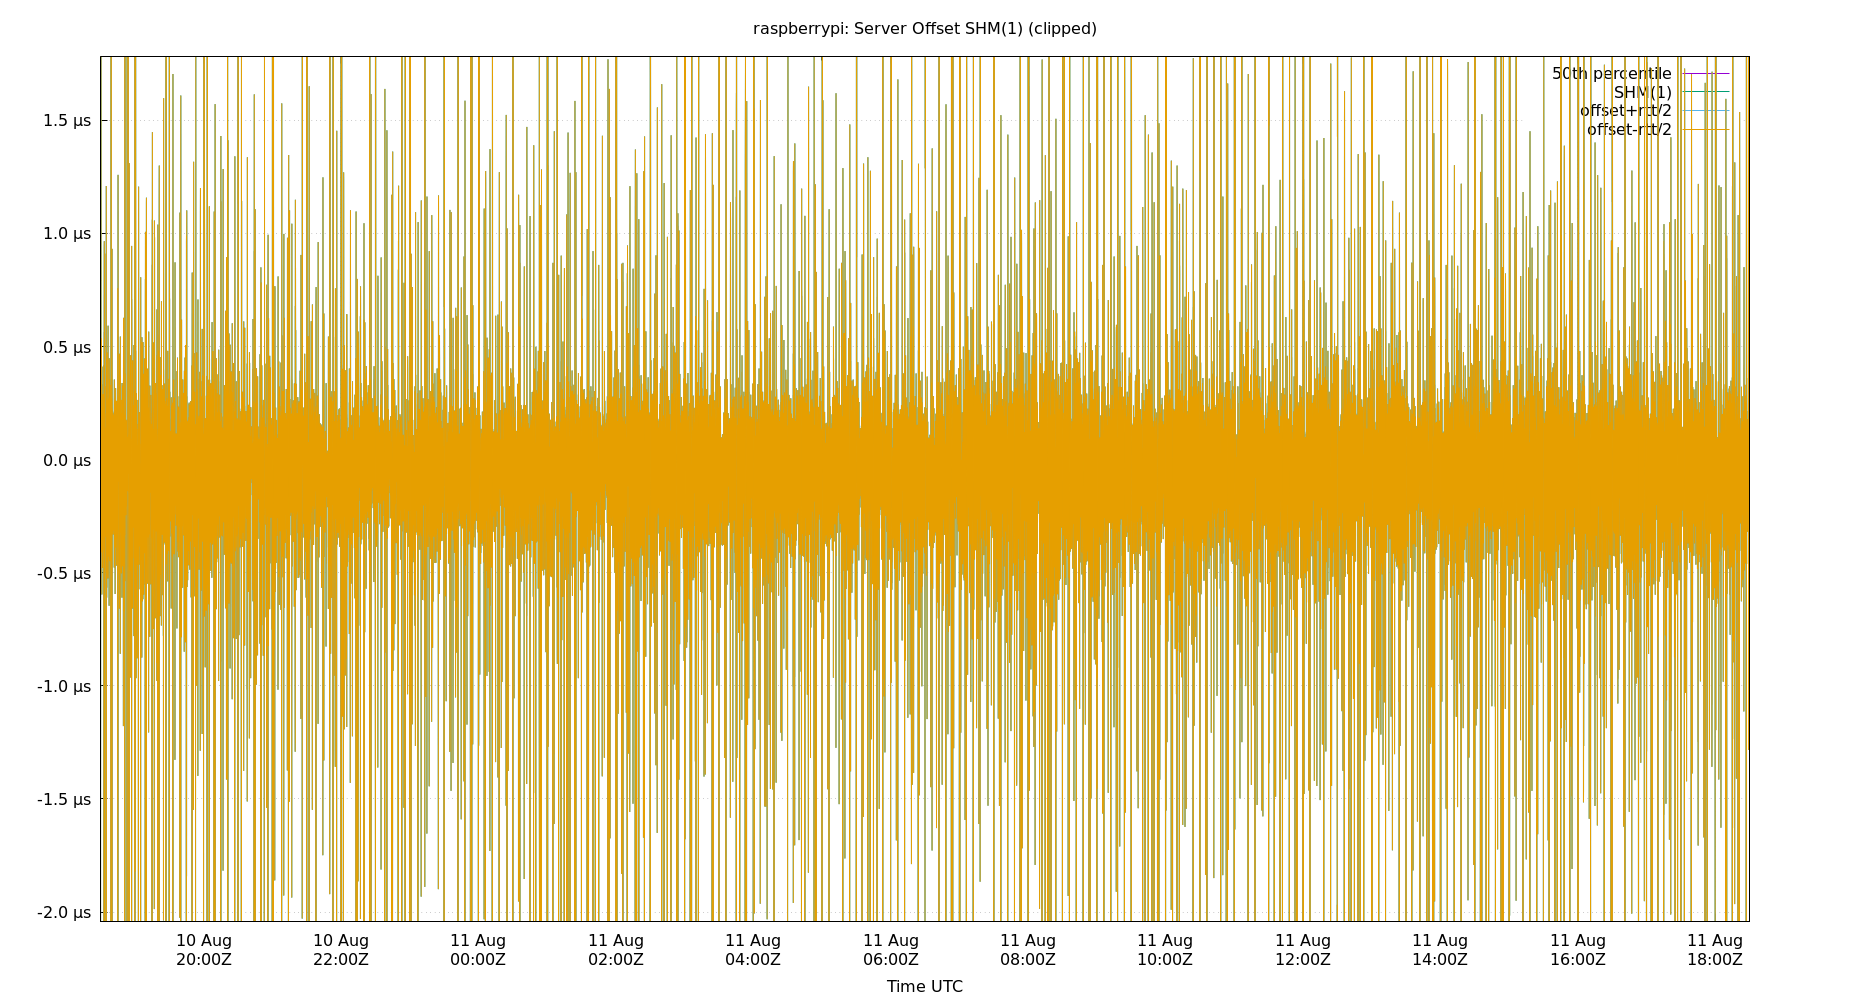 raspberrypi: Server Offset SHM(1) (clipped)
50th percentile
SHM(1)
offset+rtt/2
offset-rtt/2
1.5 µs
1.0 µs
0.5 µs
0.0 µs
-0.5 µs
-1.0 µs
-1.5 µs
-2.0 µs
10 Aug 10 Aug 11 Aug 11 Aug 11 Aug 11 Aug 11 Aug 11 Aug 11 Aug 11 Aug 11 Aug 11 Aug
20:00Z 22:00Z 00:00Z 02:00Z 04:00Z 06:00Z 08:00Z 10:00Z 12:00Z 14:00Z 16:00Z 18:00Z
Time UTC